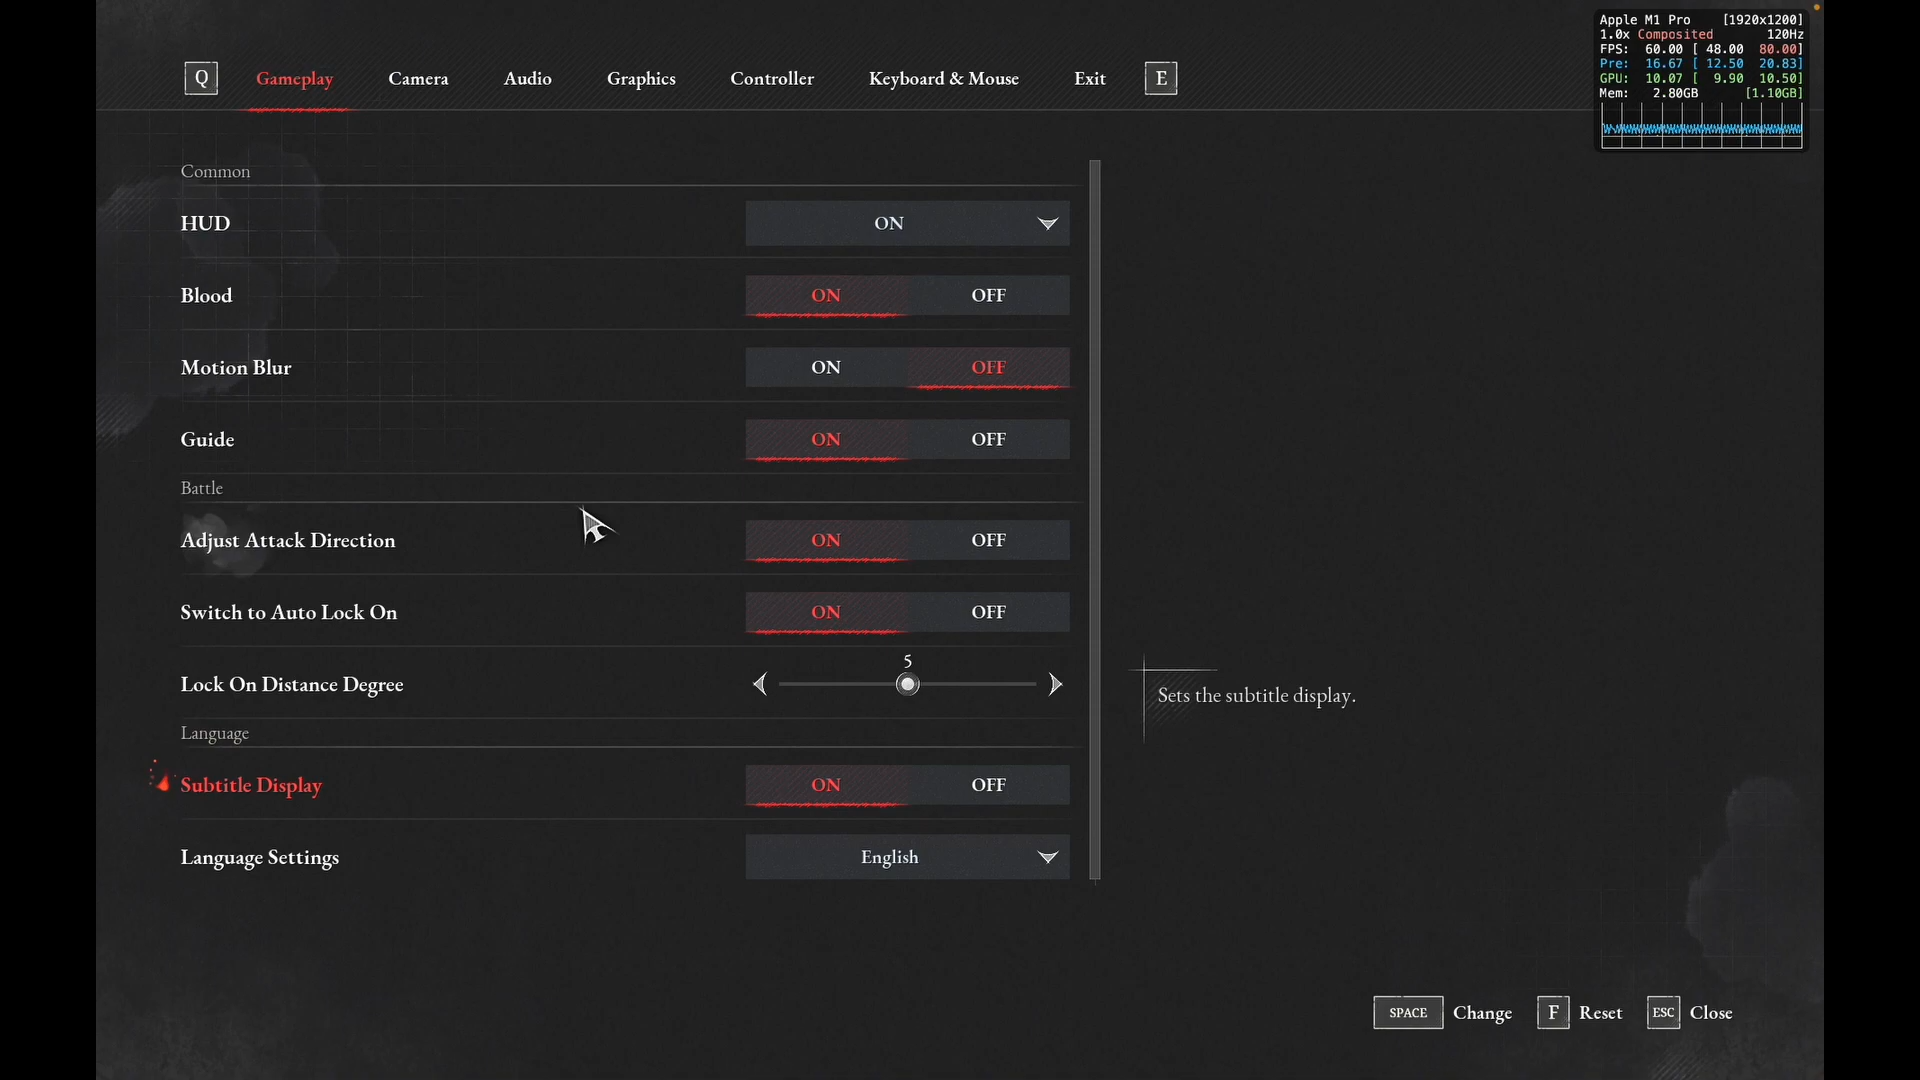 Q Gameplay Camera Audio Graphics Controller Keyboard & Mouse Exit E
Apple M1 Pro [1920x1200]
1.0x Composited 120Hz
FPS: 60.00 [ 48.00 80.00]
Pre: 16.67 [ 12.50 20.83]
GPU: 10.07 [ 9.90 10.50]
Mem: 2.80GB [1.10GB]
Common
HUD ON
Blood ON OFF
Motion Blur ON OFF
Guide ON OFF
Battle
Adjust Attack Direction ON OFF
Switch to Auto Lock On ON OFF
5
Lock On Distance Degree
Sets the subtitle display.
Language
Subtitle Display ON OFF
Language Settings English
SPACE Change F Reset ESC Close